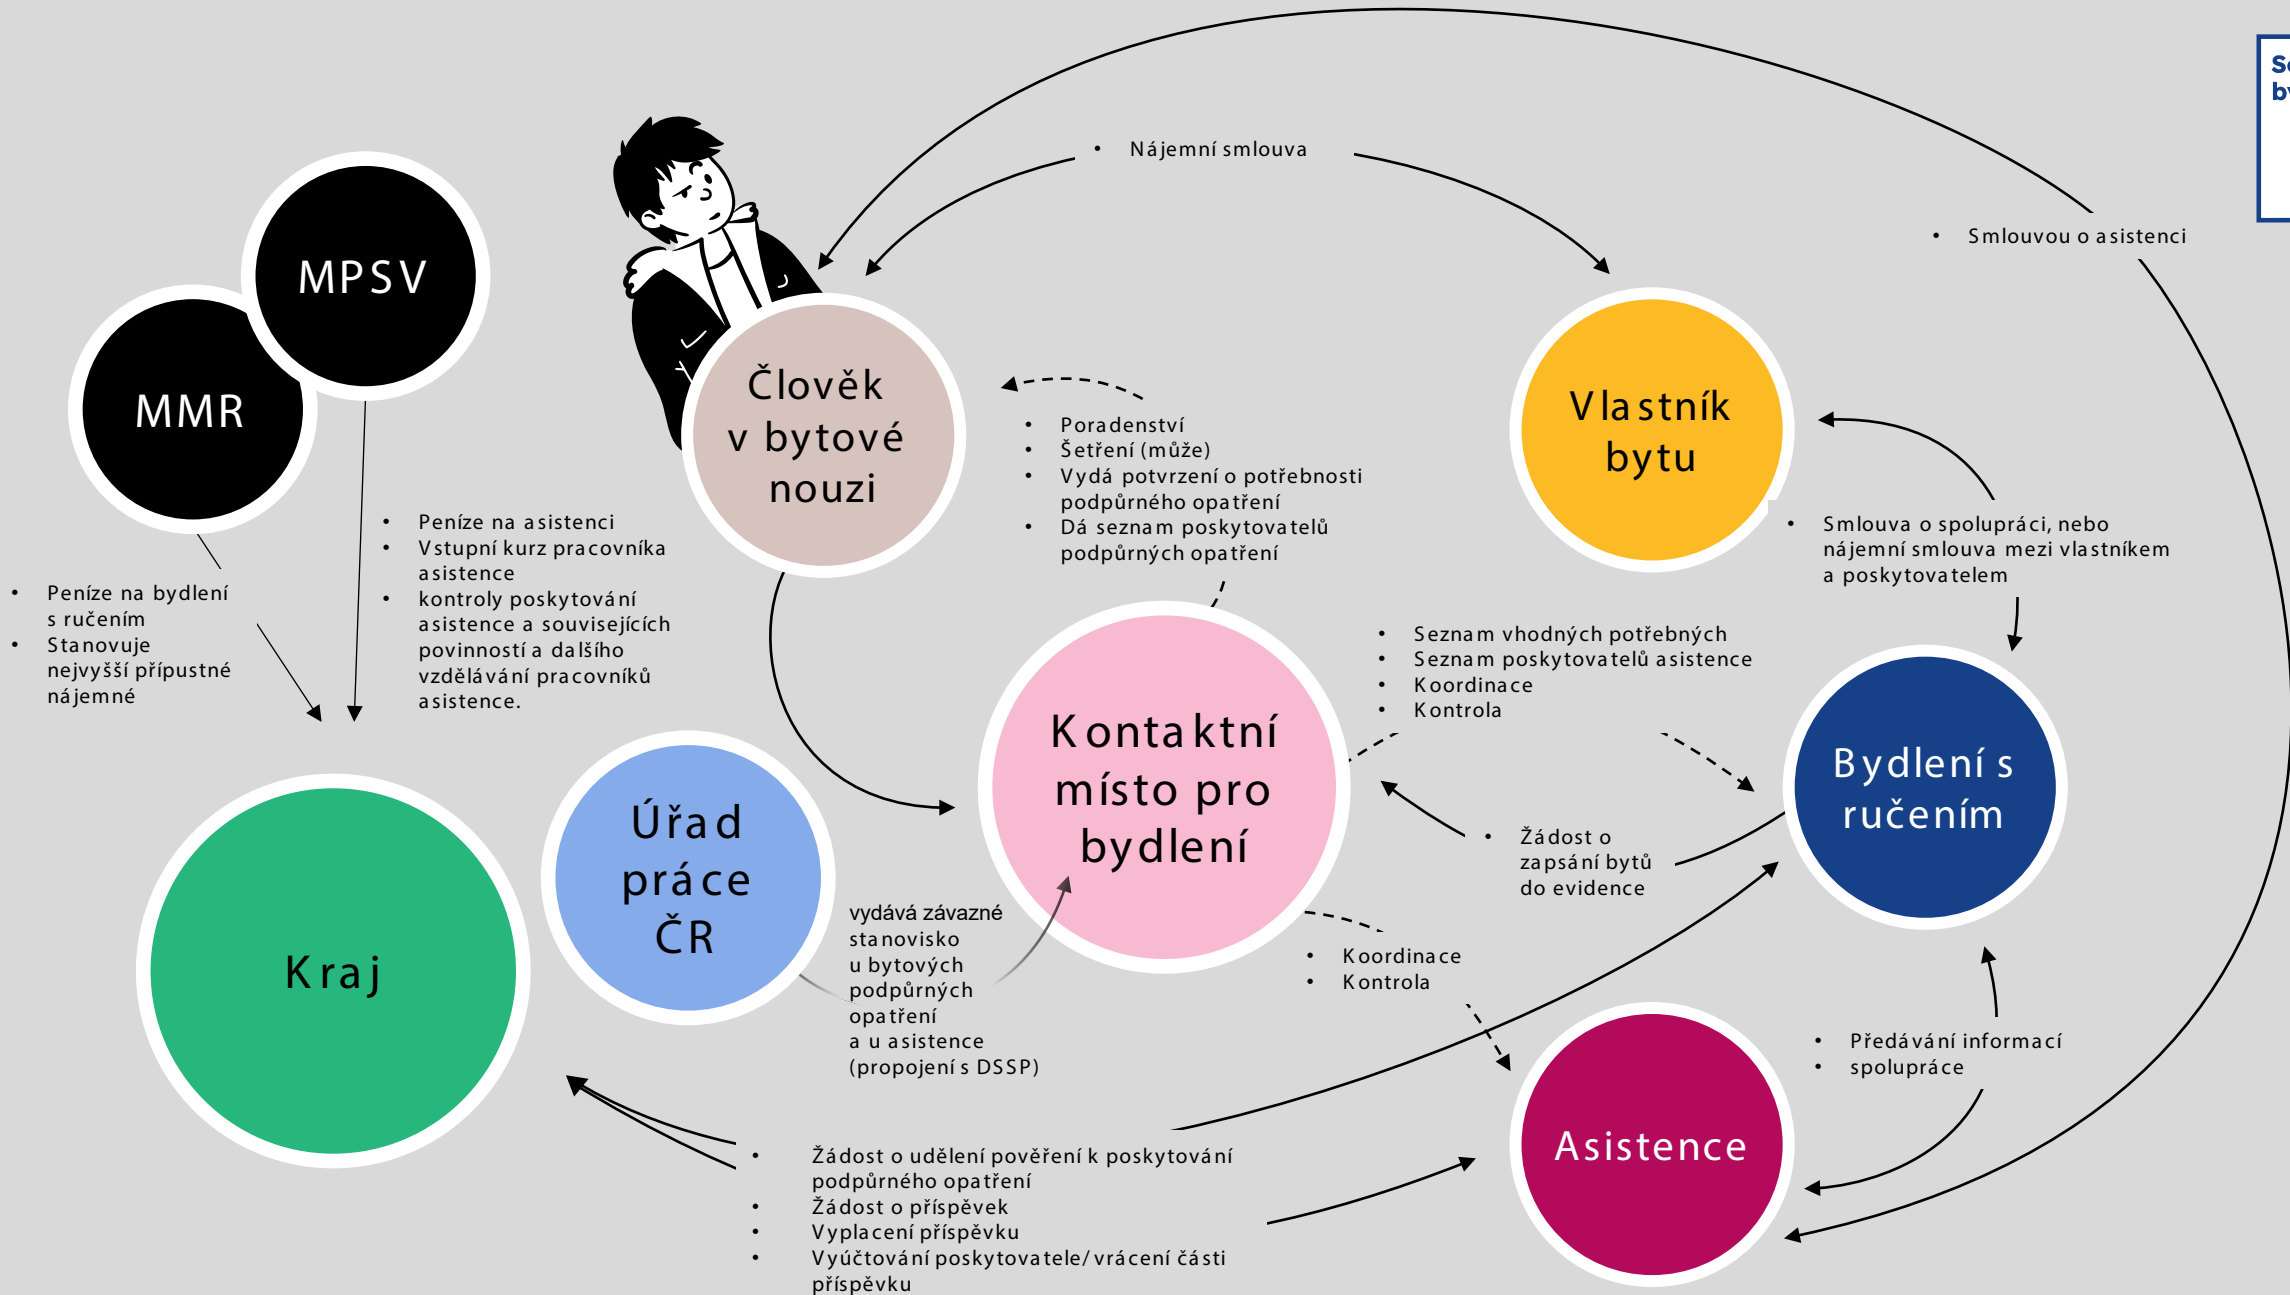 • Nájemní smlouva
• Smlouvou o asistenci
MPSV
MMR
Člověk
v bytové
nouzi
Vlastník
bytu
• Poradenství
• Šetření (může)
• Vydá potvrzení o potřebnosti
podpůrného opatření
• Dá seznam poskytovatelů
podpůrných opatření
• Smlouva o spolupráci, nebo
nájemní smlouva mezi vlastníkem
a poskytovatelem
• Peníze na asistenci
• Vstupní kurz pracovníka
asistence
• kontroly poskytování
asistence a souvisejících
povinností a dalšího
vzdělávání pracovníků
asistence.
• Peníze na bydlení
s ručením
• Stanovuje
nejvyšší přípustné
nájemné
• Seznam vhodných potřebných
• Seznam poskytovatelů asistence
• Koordinace
• Kontrola
Kontaktní
místo pro
bydlení
Bydlení s
ručením
Úřad
práce
ČR
Kraj
• Žádost o
zapsání bytů
do evidence
vydává závazné
stanovisko
u bytových
podpůrných
opatření
a u asistence
(propojení s DSSP)
• Koordinace
• Kontrola
• Předávání informací
• spolupráce
Asistence
• Žádost o udělení pověření k poskytování
podpůrného opatření
• Žádost o příspěvek
• Vyplacení příspěvku
• Vyúčtování poskytovatele/vrácení části
příspěvku